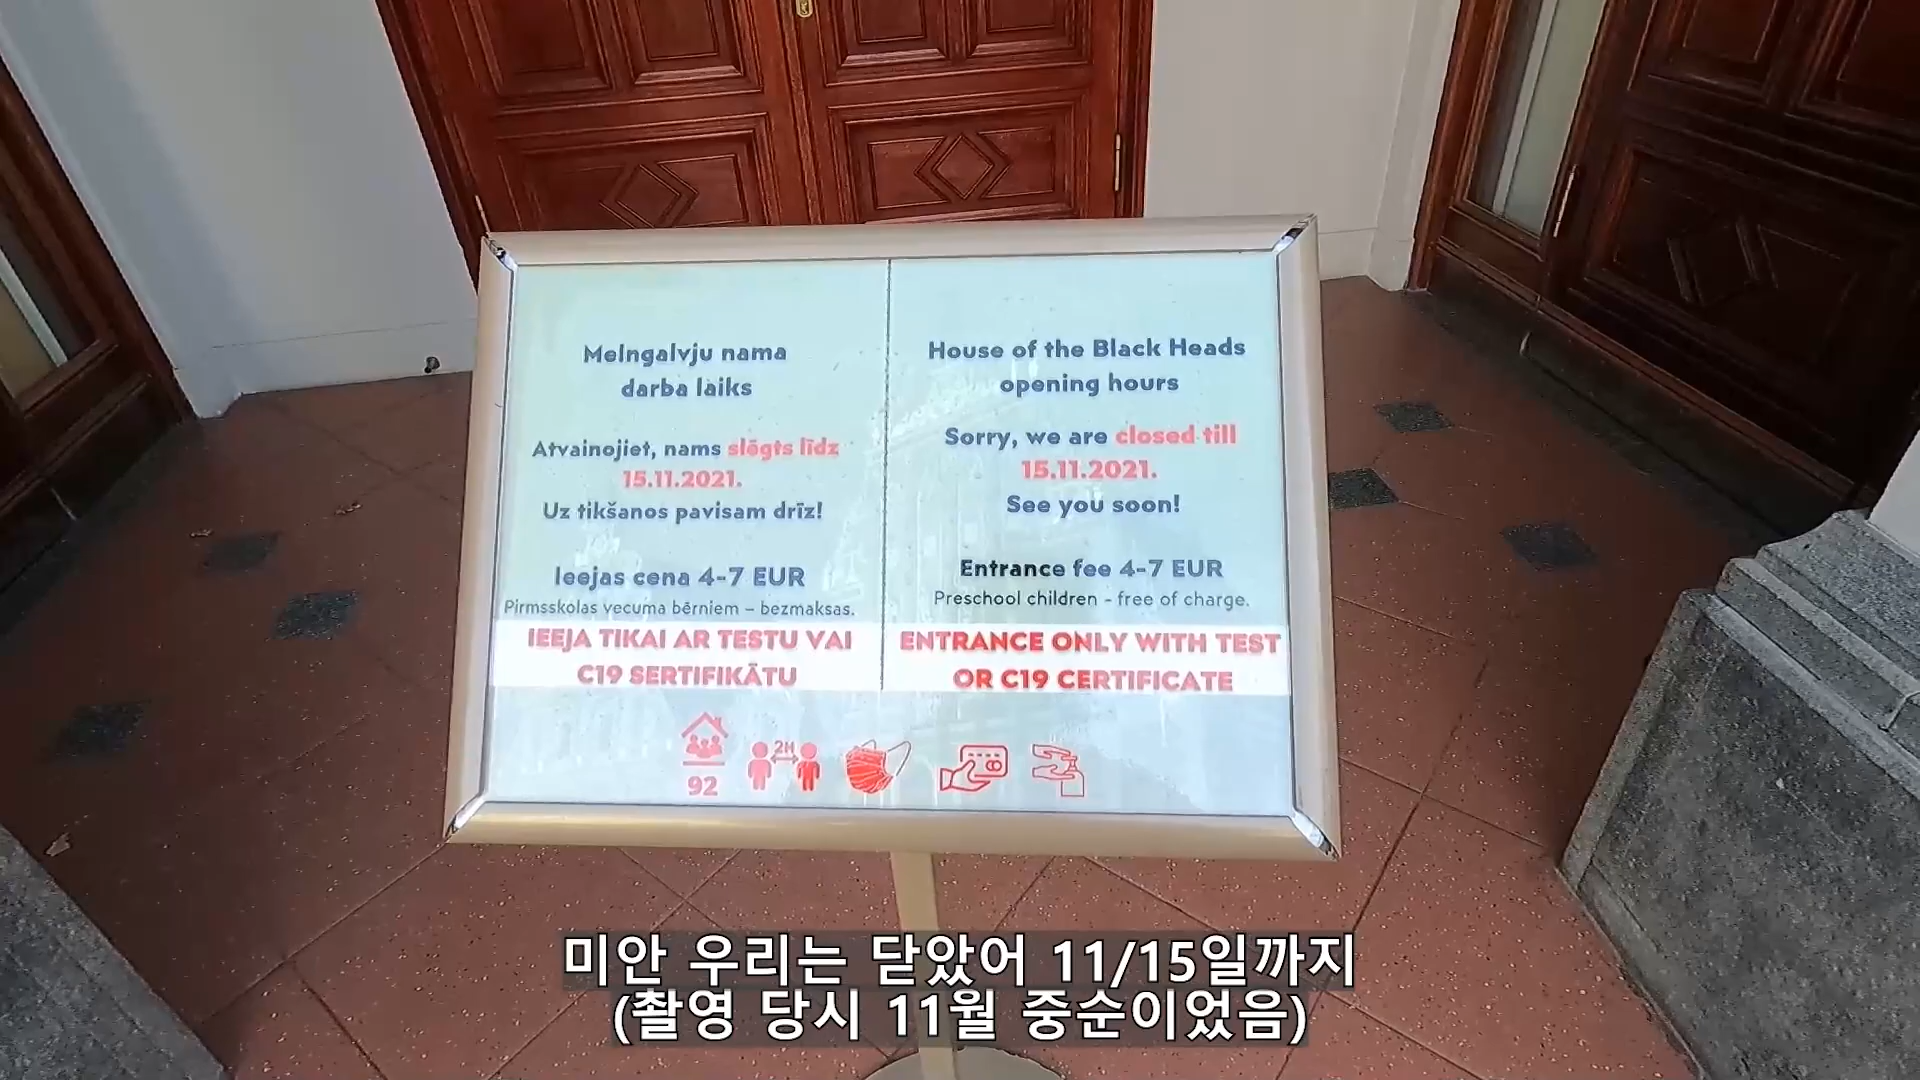 Melngalvju nama
darba laiks
Atvainojiet, nams slēgts līdz
15.11.2021.
Uz tikšanos pavisam drīz!
Ieejas cena 4-7 EUR
Pirmsskolas vecuma bērniem – bezmaksas.
IEEJA TIKAI AR TESTU VAI
C19 SERTIFIKĀTU
House of the Black Heads
opening hours
Sorry, we are closed till
15.11.2021.
See you soon!
Entrance fee 4-7 EUR
Preschool children - free of charge.
ENTRANCE ONLY WITH TEST
OR C19 CERTIFICATE
92
2M
미안 우리는 닫았어 11/15일까지
(촬영 당시 11월 중순이었음)